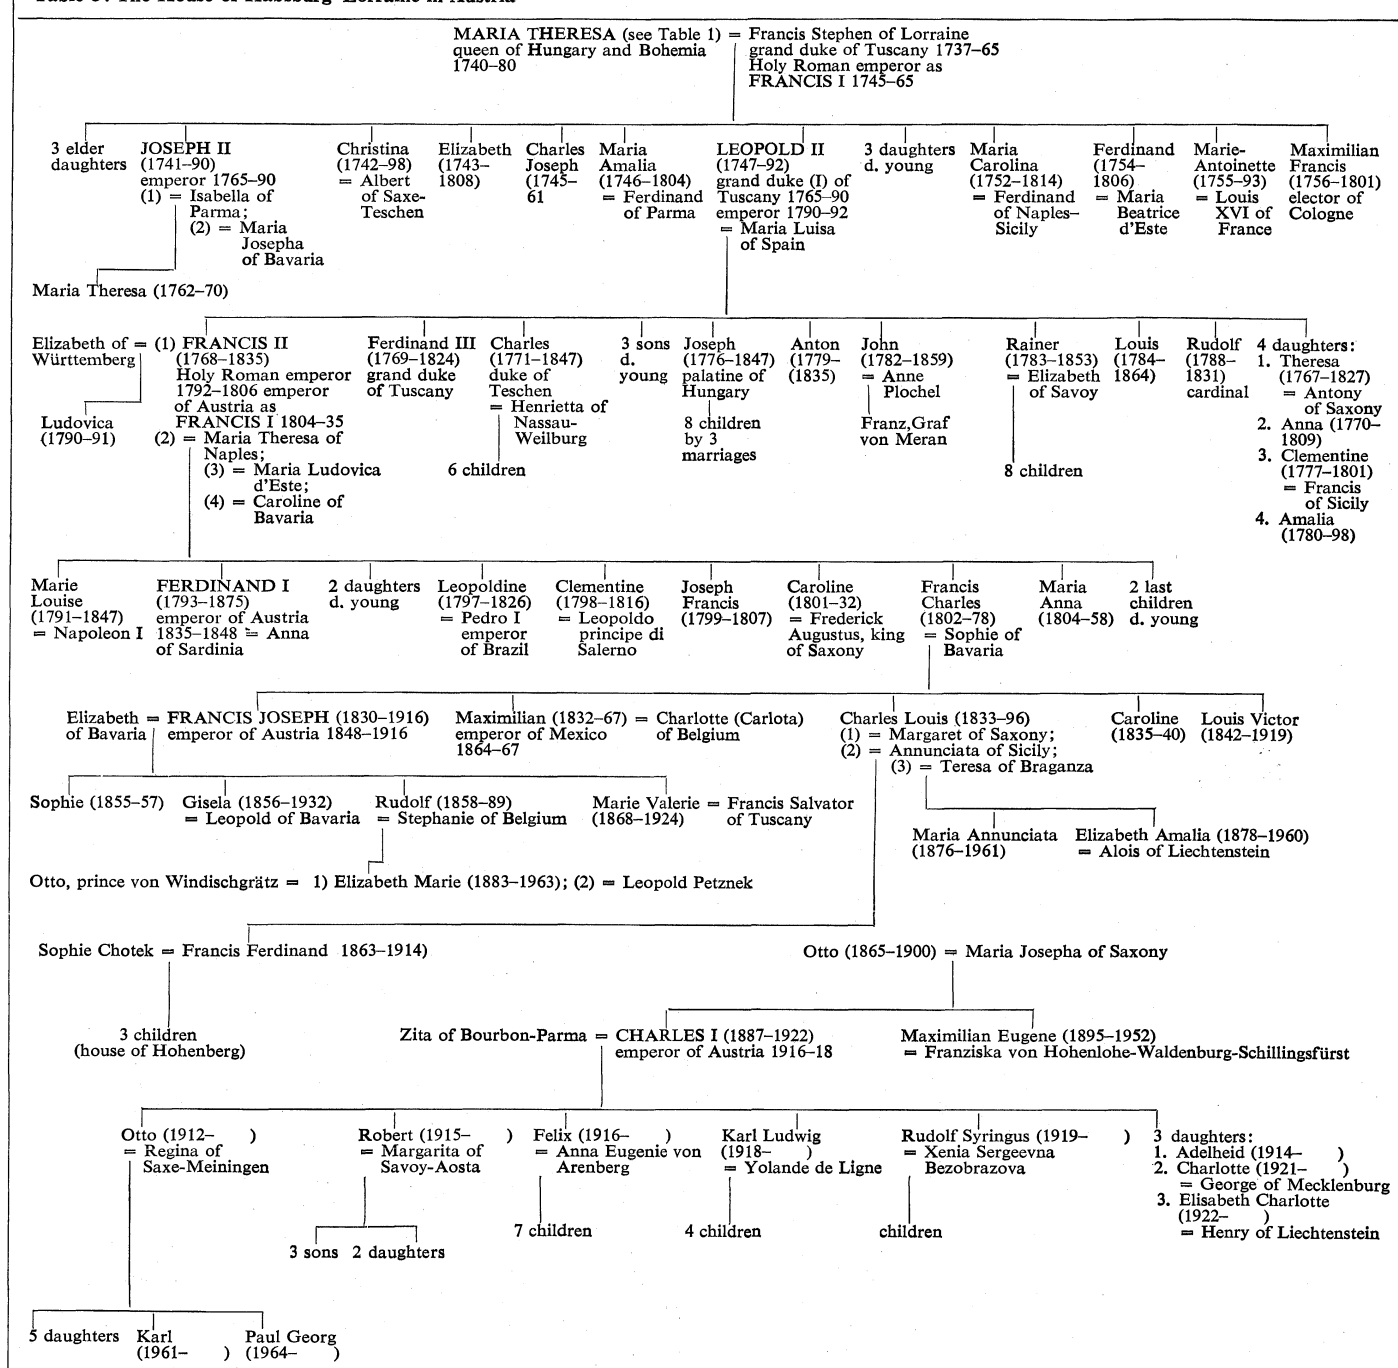 MARIA THERESA (see Table 1) = Francis Stephen of Lorraine
queen of Hungary and Bohemia
1740–80
grand duke of Tuscany 1737–65
Holy Roman emperor as
FRANCIS I 1745–65
3 elder
daughters
JOSEPH II
(1741–90)
emperor 1765–90
(1) = Isabella of
Parma;
(2) = Maria
Josepha
of Bavaria
Christina
(1742–98)
= Albert
of Saxe-
Teschen
Elizabeth
(1743–
1808)
Charles
Joseph
(1745–
61
Maria
Amalia
(1746–1804)
= Ferdinand
of Parma
LEOPOLD II
(1747–92)
grand duke (I) of
Tuscany 1765–90
emperor 1790–92
= Maria Luisa
of Spain
3 daughters
d. young
Maria
Carolina
(1752–1814)
= Ferdinand
of Naples–
Sicily
Ferdinand
(1754–
1806)
= Maria
Beatrice
d'Este
Marie-
Antoinette
(1755–93)
= Louis
XVI of
France
Maximilian
Francis
(1756–1801)
elector of
Cologne
Maria Theresa (1762–70)
Elizabeth of = (1) FRANCIS II
Württemberg
(1768–1835)
Holy Roman emperor
1792–1806 emperor
of Austria as
FRANCIS I 1804–35
(2) = Maria Theresa of
Naples;
(3) = Maria Ludovica
d'Este;
(4) = Caroline of
Bavaria
Ludovica
(1790–91)
Ferdinand III
(1769–1824)
grand duke
of Tuscany
Charles
(1771–1847)
duke of
Teschen
= Henrietta of
Nassau-
Weilburg
6 children
3 sons
d.
young
Joseph
(1776–1847)
palatine of
Hungary
8 children
by 3
marriages
Anton
(1779–
(1835)
John
(1782–1859)
= Anne
Plochel
Franz,Graf
von Meran
Rainer
(1783–1853)
= Elizabeth
of Savoy
8 children
Louis
(1784–
1864)
Rudolf
(1788–
1831)
cardinal
4 daughters:
1. Theresa
(1767–1827)
= Antony
of Saxony
2. Anna (1770–
1809)
3. Clementine
(1777–1801)
= Francis
of Sicily
4. Amalia
(1780–98)
Marie
Louise
(1791–1847)
= Napoleon I
FERDINAND I
(1793–1875)
emperor of Austria
1835–1848 = Anna
of Sardinia
2 daughters
d. young
Leopoldine
(1797–1826)
= Pedro I
emperor
of Brazil
Clementine
(1798–1816)
= Leopoldo
principe di
Salerno
Joseph
Francis
(1799–1807)
Caroline
(1801–32)
= Frederick
Augustus, king
of Saxony
Francis
Charles
(1802–78)
= Sophie of
Bavaria
Maria
Anna
(1804–58)
2 last
children
d. young
Elizabeth = FRANCIS JOSEPH (1830–1916)
of Bavaria
emperor of Austria 1848–1916
Maximilian (1832–67) = Charlotte (Carlota)
emperor of Mexico
1864–67
of Belgium
Charles Louis (1833–96)
(1) = Margaret of Saxony;
(2) = Annunciata of Sicily;
(3) = Teresa of Braganza
Caroline
(1835–40)
Louis Victor
(1842–1919)
Sophie (1855–57)
Gisela (1856–1932)
= Leopold of Bavaria
Rudolf (1858–89)
= Stephanie of Belgium
Marie Valerie = Francis Salvator
(1868–1924)
of Tuscany
Maria Annunciata
(1876–1961)
Elizabeth Amalia (1878–1960)
= Alois of Liechtenstein
Otto, prince von Windischgrätz = 1) Elizabeth Marie (1883–1963); (2) = Leopold Petznek
Sophie Chotek = Francis Ferdinand 1863–1914)
Otto (1865–1900) = Maria Josepha of Saxony
3 children
(house of Hohenberg)
Zita of Bourbon-Parma = CHARLES I (1887–1922)
emperor of Austria 1916–18
Maximilian Eugene (1895–1952)
= Franziska von Hohenlohe-Waldenburg-Schillingsfürst
Otto (1912– )
= Regina of
Saxe-Meiningen
Robert (1915– )
= Margarita of
Savoy-Aosta
Felix (1916– )
= Anna Eugenie von
Arenberg
Karl Ludwig
(1918– )
= Yolande de Ligne
Rudolf Syringus (1919– )
= Xenia Sergeevna
Bezobrazova
3 daughters:
1. Adelheid (1914– )
2. Charlotte (1921– )
= George of Mecklenburg
3. Elisabeth Charlotte
(1922– )
= Henry of Liechtenstein
3 sons 2 daughters
7 children
4 children
children
5 daughters
Karl
(1961– )
Paul Georg
(1964– )